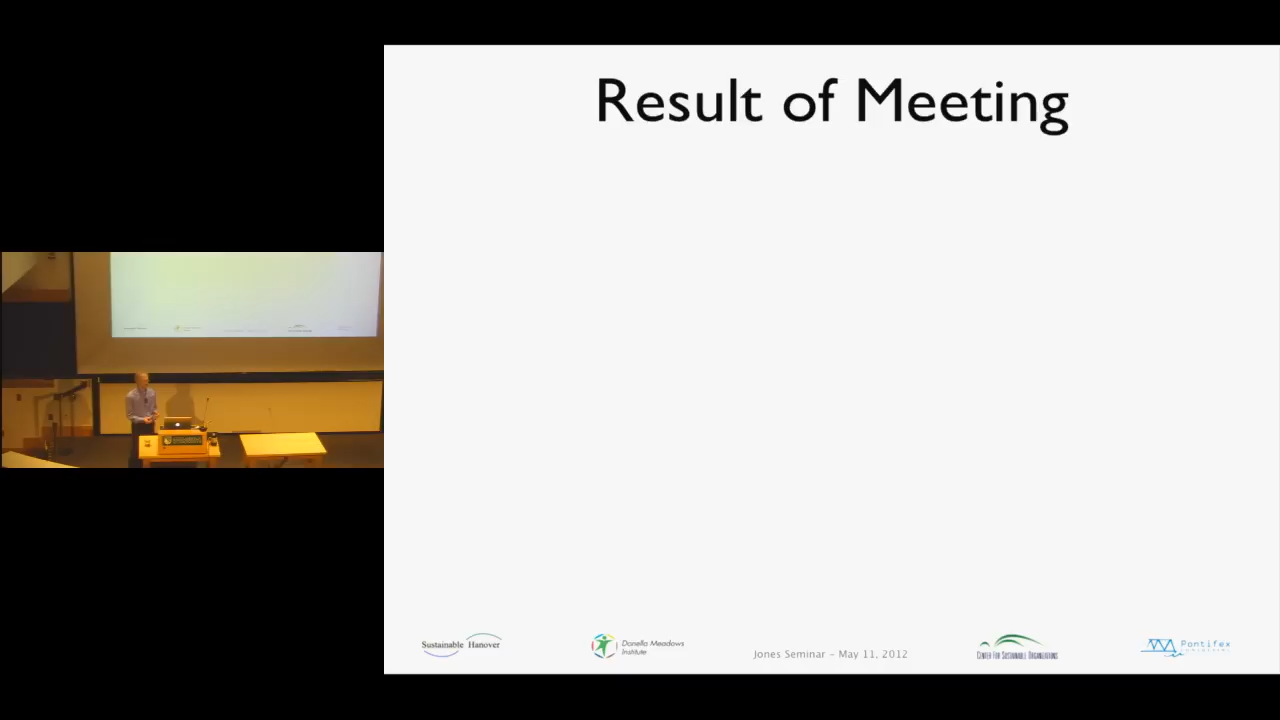 Result of Meeting
Sustainable Hanover
Donella Meadows
Institute
Jones Seminar – May 11, 2012
Center For Sustainable Organizations
Pontifex